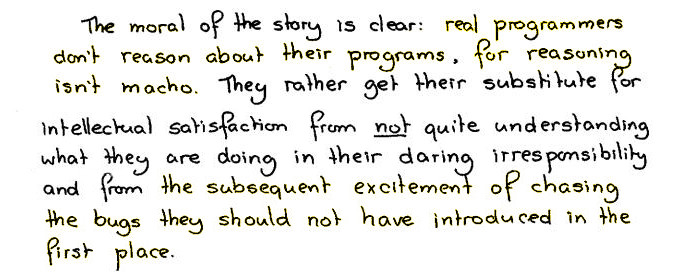 The moral of the story is clear: real programmers
don't reason about their programs, for reasoning
isn't macho. They rather get their substitute for
intellectual satisfaction from not quite understanding
what they are doing in their daring irresponsibility
and from the subsequent excitement of chasing
the bugs they should not have introduced in the
first place.